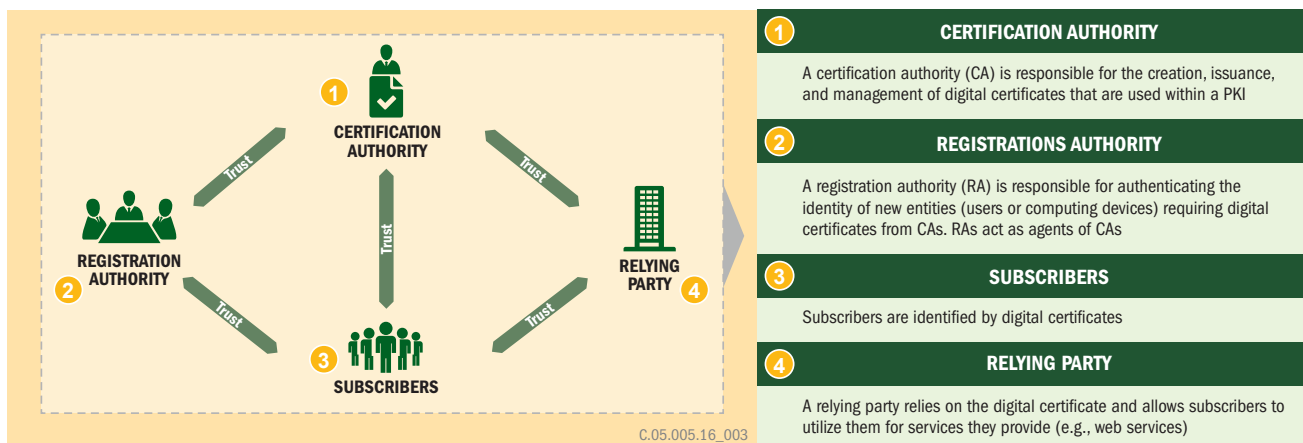 1
CERTIFICATION
AUTHORITY
Trust
Trust
Trust
REGISTRATION
AUTHORITY
2
RELYING
PARTY
4
Trust
Trust
3
SUBSCRIBERS
C.05.005.16_003
1
CERTIFICATION AUTHORITY
A certification authority (CA) is responsible for the creation, issuance,
and management of digital certificates that are used within a PKI
2
REGISTRATIONS AUTHORITY
A registration authority (RA) is responsible for authenticating the
identity of new entities (users or computing devices) requiring digital
certificates from CAs. RAs act as agents of CAs
3
SUBSCRIBERS
Subscribers are identified by digital certificates
4
RELYING PARTY
A relying party relies on the digital certificate and allows subscribers to
utilize them for services they provide (e.g., web services)